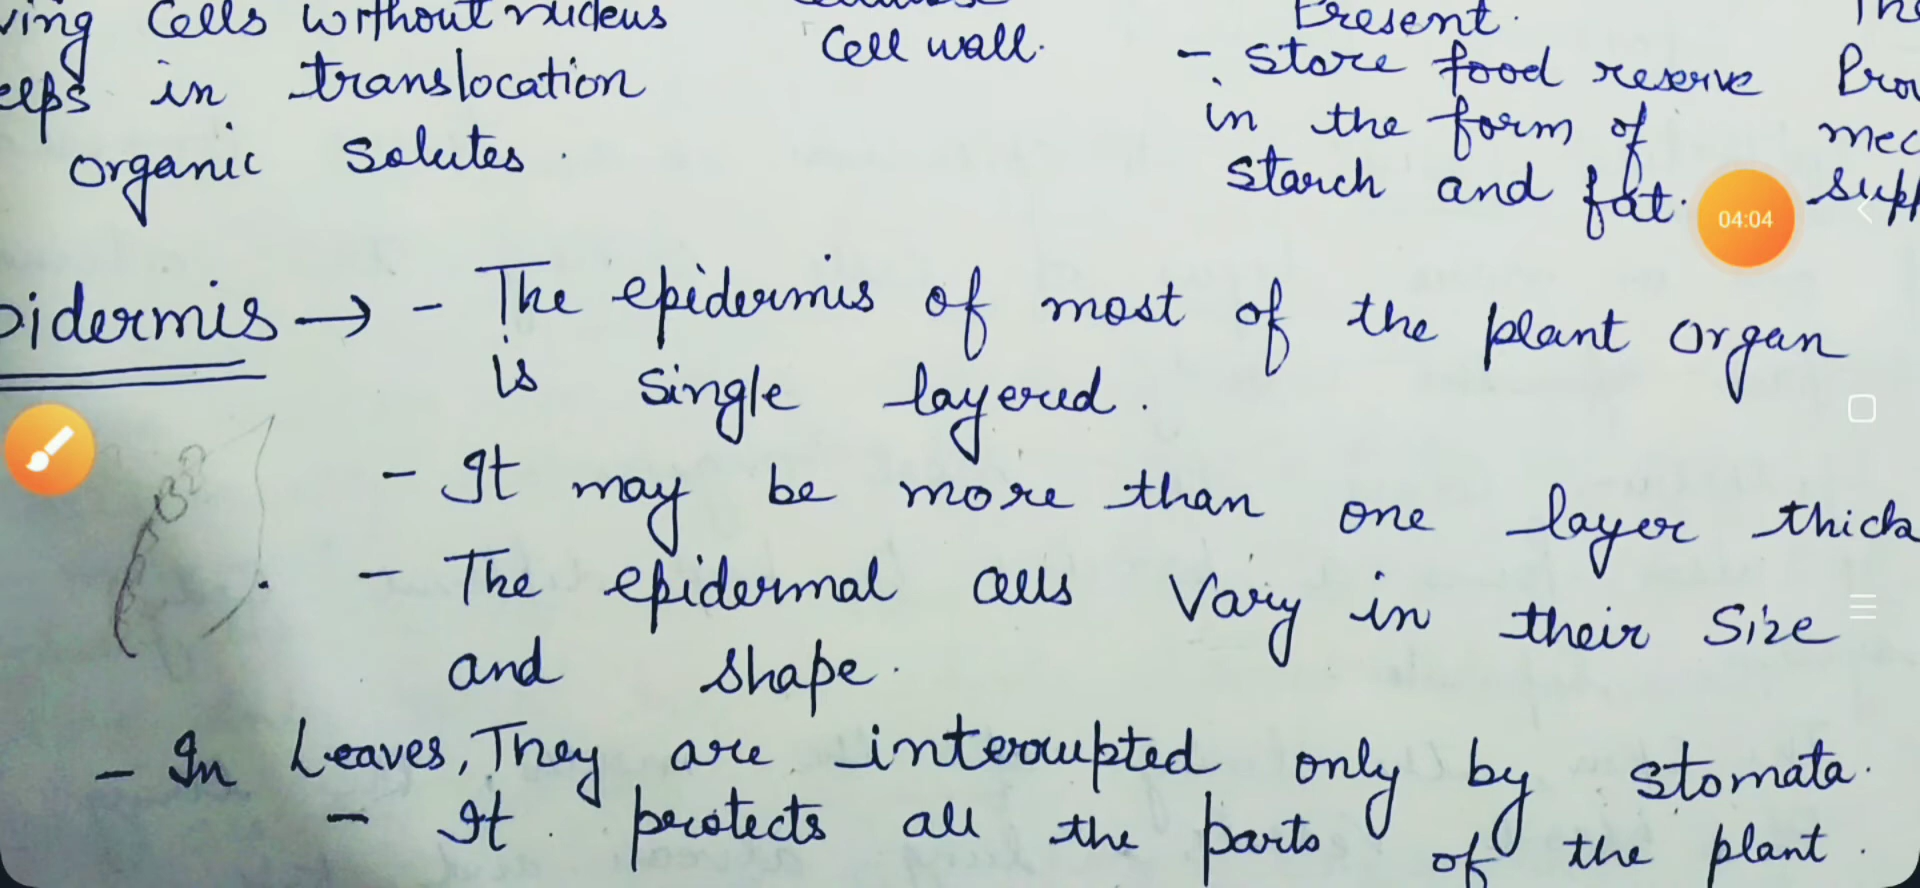 cells without nucleus
in translocation
organic solutes.
cell wall.
Present.
- store food reserve
in the form of
starch and fat.
04:04
pidermis → - The epidermis of most of the plant organ
is single layered.
- It may be more than one layer thick
- The epidermal cells vary in their size
and shape.
- In Leaves, They are interrupted only by stomata.
- It protects all the parts of the plant.